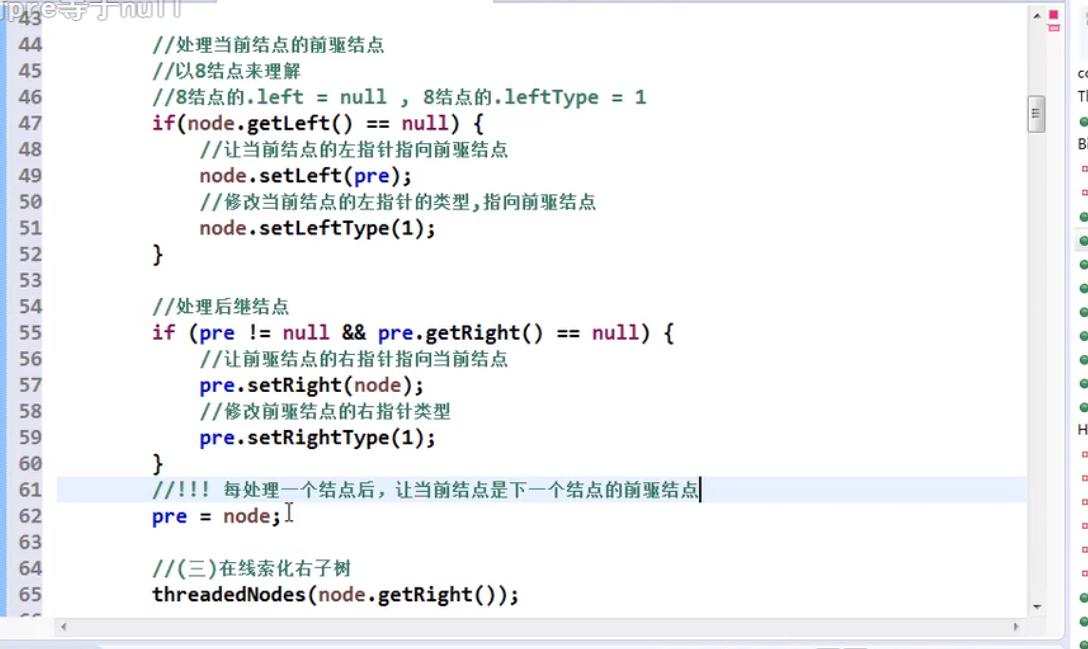 pre等于null
43
44 //处理当前结点的前驱结点
45 //以8结点来理解
46 //8结点的.left = null , 8结点的.leftType = 1
47 if(node.getLeft() == null) {
48 //让当前结点的左指针指向前驱结点
49 node.setLeft(pre);
50 //修改当前结点的左指针的类型,指向前驱结点
51 node.setLeftType(1);
52 }
53
54 //处理后继结点
55 if (pre != null && pre.getRight() == null) {
56 //让前驱结点的右指针指向当前结点
57 pre.setRight(node);
58 //修改前驱结点的右指针类型
59 pre.setRightType(1);
60 }
61 //!!! 每处理一个结点后，让当前结点是下一个结点的前驱结点
62 pre = node;
63
64 //(三)在线索化右子树
65 threadedNodes(node.getRight());